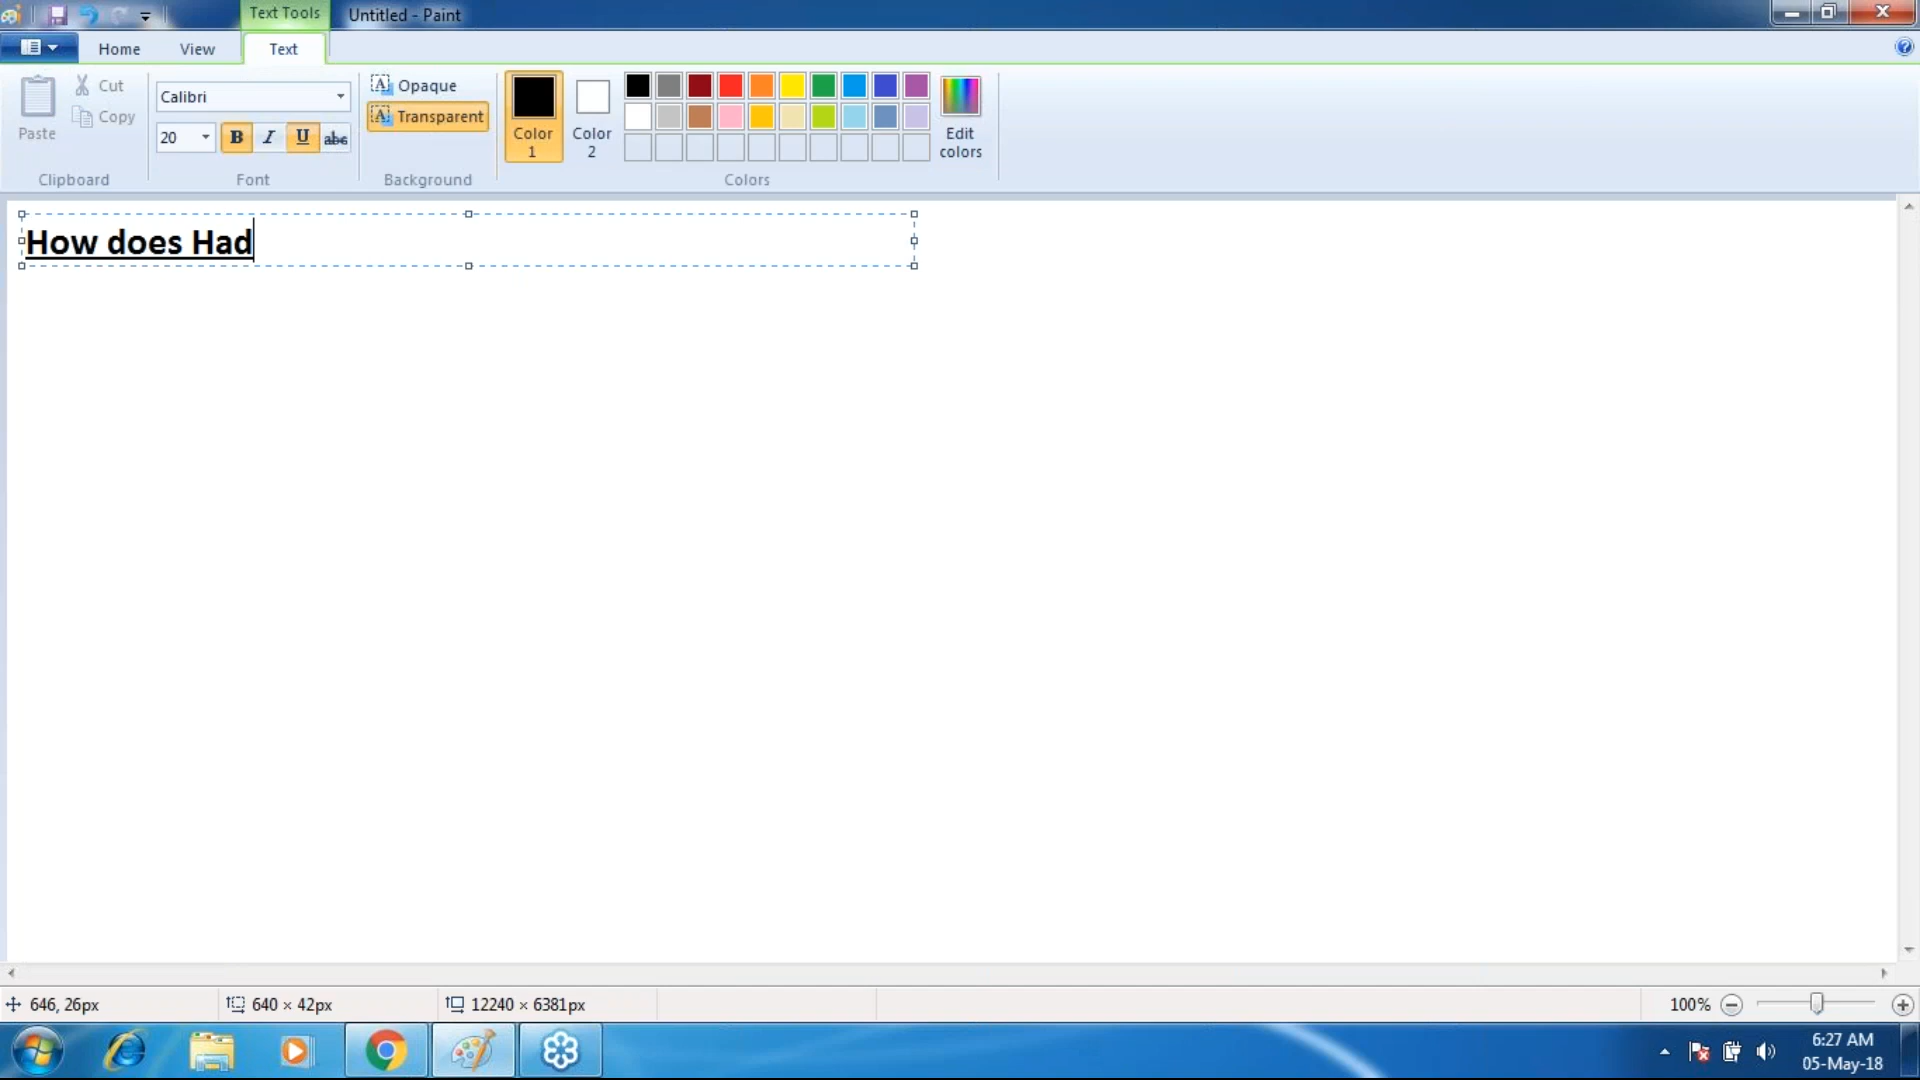 Text Tools
Untitled - Paint
Home
View
Text
Paste
Cut
Copy
Clipboard
Calibri
20
B
I
U
abc
Font
Opaque
Transparent
Background
Color
1
Color
2
Edit
colors
Colors
How does Had
646, 26px
640 × 42px
12240 × 6381px
100%
6:27 AM
05-May-18